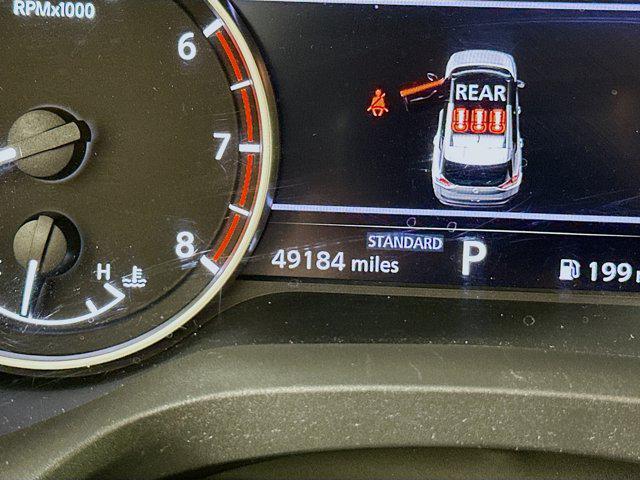 RPMx1000
6
REAR
7
8
STANDARD
49184 miles
P
199
H